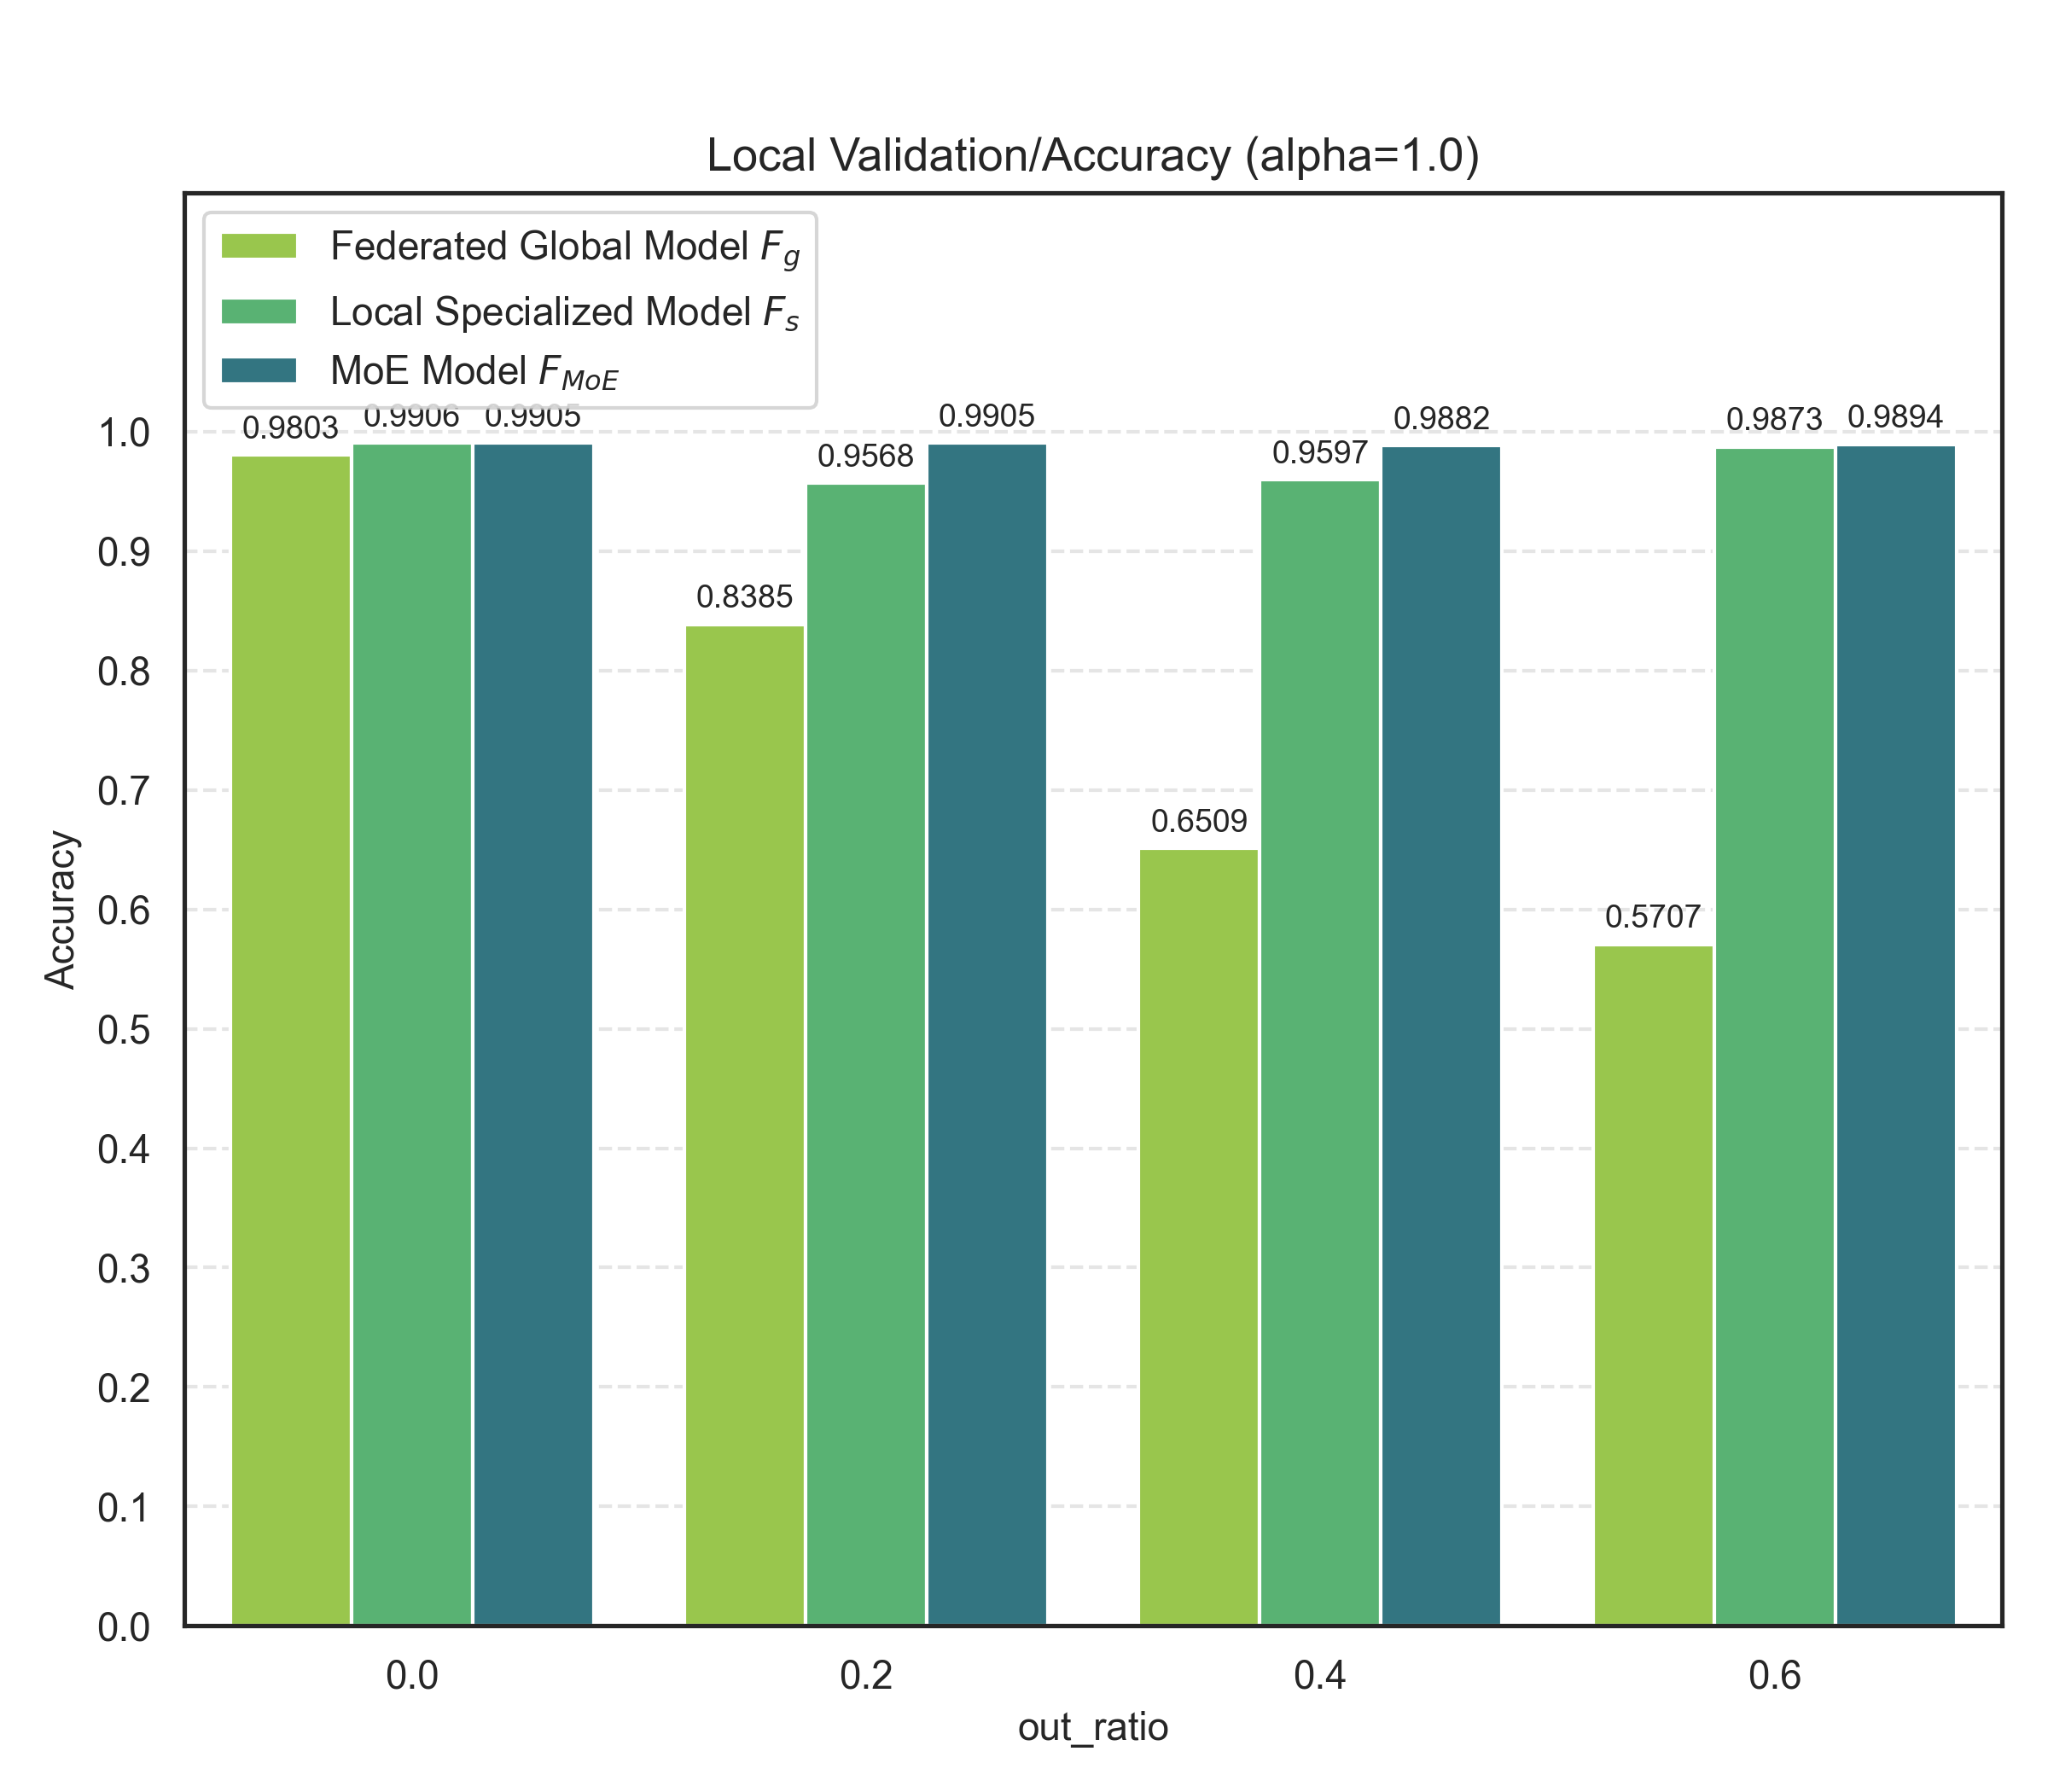 Local Validation/Accuracy (alpha=1.0)
Federated Global Model F_g
Local Specialized Model F_s
MoE Model F_MoE
0.9803 0.9906 0.9905
0.8385 0.9568 0.9905
0.6509 0.9597 0.9882
0.5707 0.9873 0.9894
1.0
0.9
0.8
0.7
0.6
0.5
0.4
0.3
0.2
0.1
0.0
Accuracy
0.0 0.2 0.4 0.6
out_ratio